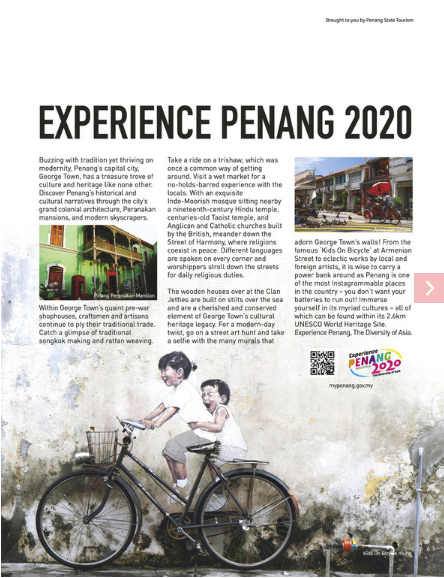 Brought to you by Penang State Tourism
EXPERIENCE PENANG 2020
Buzzing with tradition yet thriving on
modernity, Penang's capital city,
George Town, has a treasure trove of
culture and heritage like none other.
Discover Penang's historical and
cultural narratives through the city's
grand colonial architecture, Peranakan
mansions, and modern skyscrapers.
Pinang Peranakan Mansion
Within George Town's quaint pre-war
shophouses, craftsmen and artisans
continue to ply their traditional trade.
Catch a glimpse of traditional
songkok making and rattan weaving.
Take a ride on a trishaw, which was
once a common way of getting
around. Visit a wet market for a
no-holds-barred experience with the
locals. With an exquisite
Indo-Moorish mosque sitting nearby
a nineteenth-century Hindu temple,
centuries-old Taoist temple, and
Anglican and Catholic churches built
by the British, meander down the
Street of Harmony, where religions
coexist in peace. Different languages
are spoken on every corner and
worshippers stroll down the streets
for daily religious duties.
The wooden houses over at the Clan
Jetties are built on stilts over the sea
and are a cherished and conserved
element of George Town's cultural
heritage legacy. For a modern-day
twist, go on a street art hunt and take
a selfie with the many murals that
adorn George Town's walls! From the
famous 'Kids On Bicycle' at Armenian
Street to eclectic works by local and
foreign artists, it is wise to carry a
power bank around as Penang is one
of the most Instagrammable places
in the country – you don't want your
batteries to run out! Immerse
yourself in its myriad cultures – all of
which can be found within its 2.6km
UNESCO World Heritage Site.
Experience Penang, The Diversity of Asia.
Experience
PENANG
2020
The Diversity of Asia
mypenang.gov.my
Kids On Bicycle mural